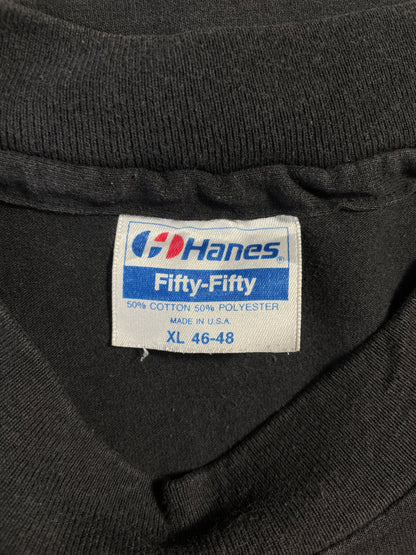 Hanes®
Fifty-Fifty
50% COTTON 50% POLYESTER
MADE IN U.S.A.
XL 46-48